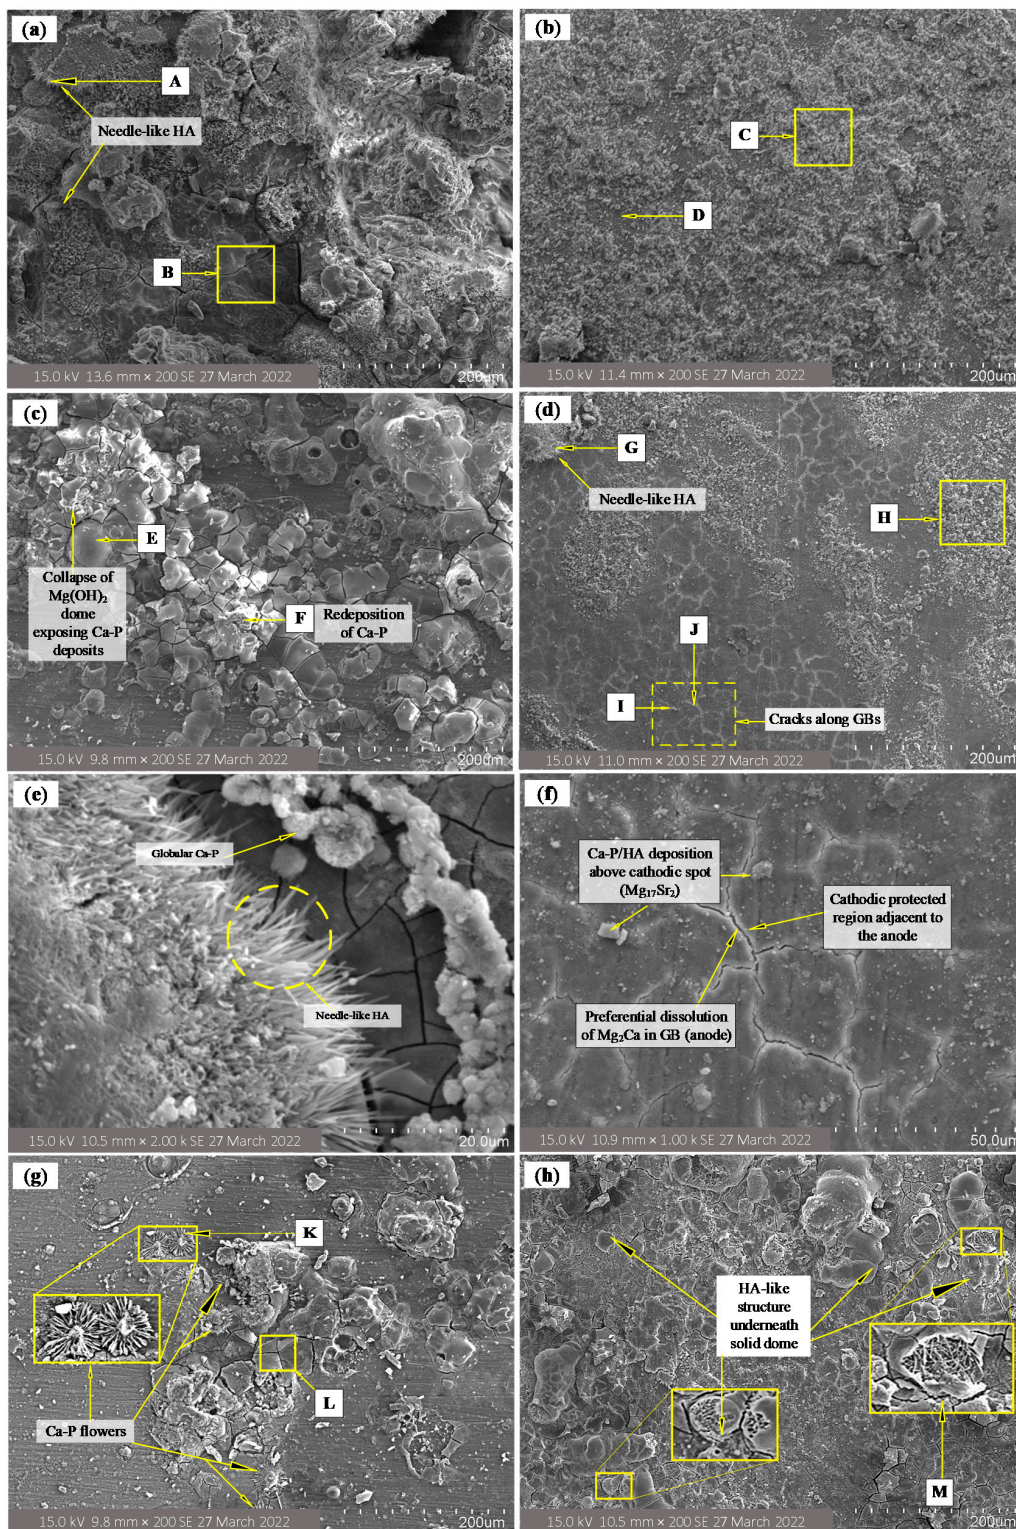 (a)
A
Needle-like HA
B
15.0 kV 13.6 mm × 200 SE 27 March 2022
200um
(b)
C
D
15.0 kV 11.4 mm × 200 SE 27 March 2022
200um
(c)
E
Collapse of
Mg(OH)₂
dome
exposing Ca-P
deposits
F
Redeposition
of Ca-P
15.0 kV 9.8 mm × 200 SE 27 March 2022
200um
(d)
G
Needle-like HA
H
J
I
Cracks along GBs
15.0 kV 11.0 mm × 200 SE 27 March 2022
200um
(e)
Globular Ca-P
Needle-like HA
15.0 kV 10.5 mm × 2.00 k SE 27 March 2022
20.0um
(f)
Ca-P/HA deposition
above cathodic spot
(Mg₁₇Sr₂)
Cathodic protected
region adjacent to
the anode
Preferential dissolution
of Mg₂Ca in GB (anode)
15.0 kV 10.9 mm × 1.00 k SE 27 March 2022
50.0um
(g)
K
L
Ca-P flowers
15.0 kV 9.8 mm × 200 SE 27 March 2022
200um
(h)
HA-like
structure
underneath
solid dome
M
15.0 kV 10.5 mm × 200 SE 27 March 2022
200um